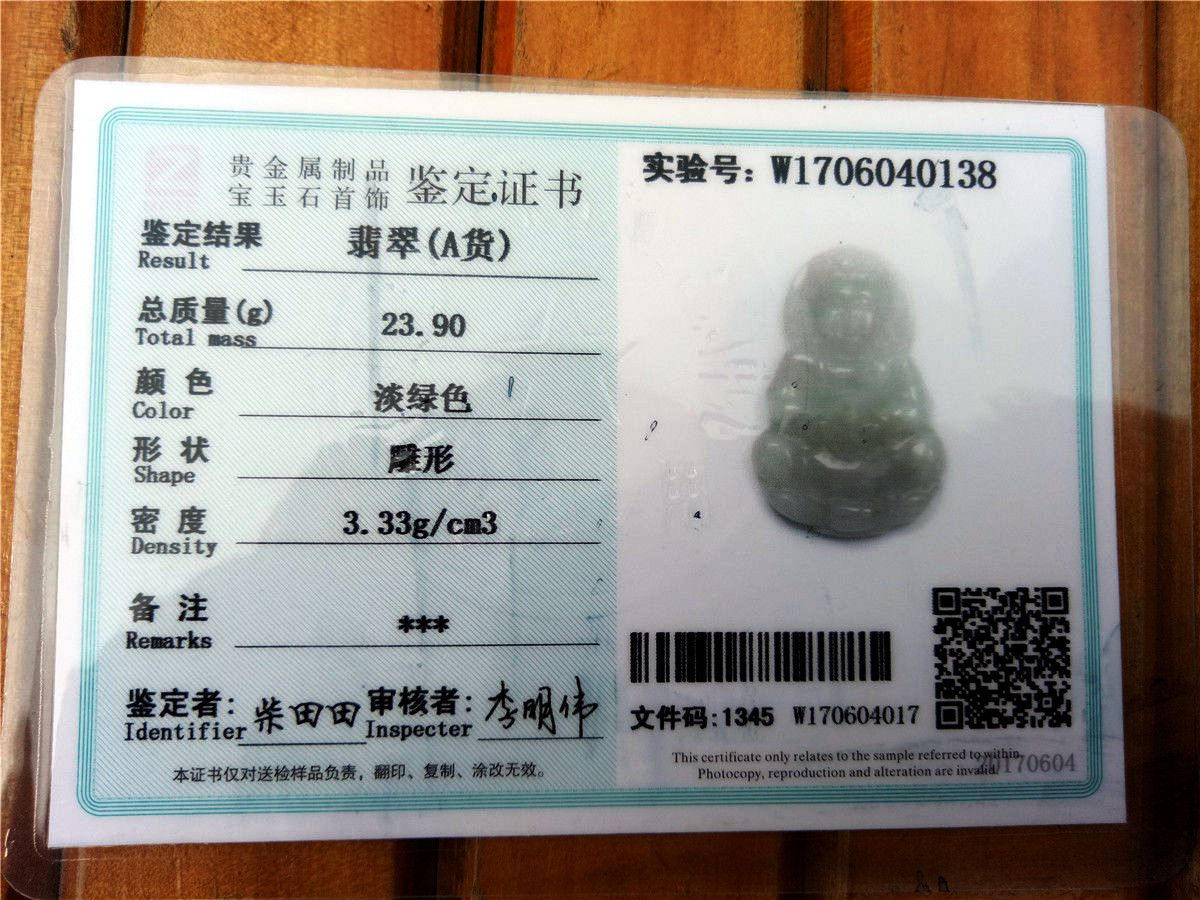 贵金属制品
宝玉石首饰
鉴定证书
鉴定结果 翡翠(A货)
Result
总质量(g) 23.90
Total mass
颜色 淡绿色
Color
形状 雕形
Shape
密度 3.33g/cm3
Density
备注 ***
Remarks
鉴定者: 柴田田 审核者: 李明伟
Identifier Inspecter
本证书仅对送检样品负责，翻印、复制、涂改无效。
实验号: W1706040138
文件码:1345 W170604017
This certificate only relates to the sample referred to within.
Photocopy, reproduction and alteration are invalid.
20170604